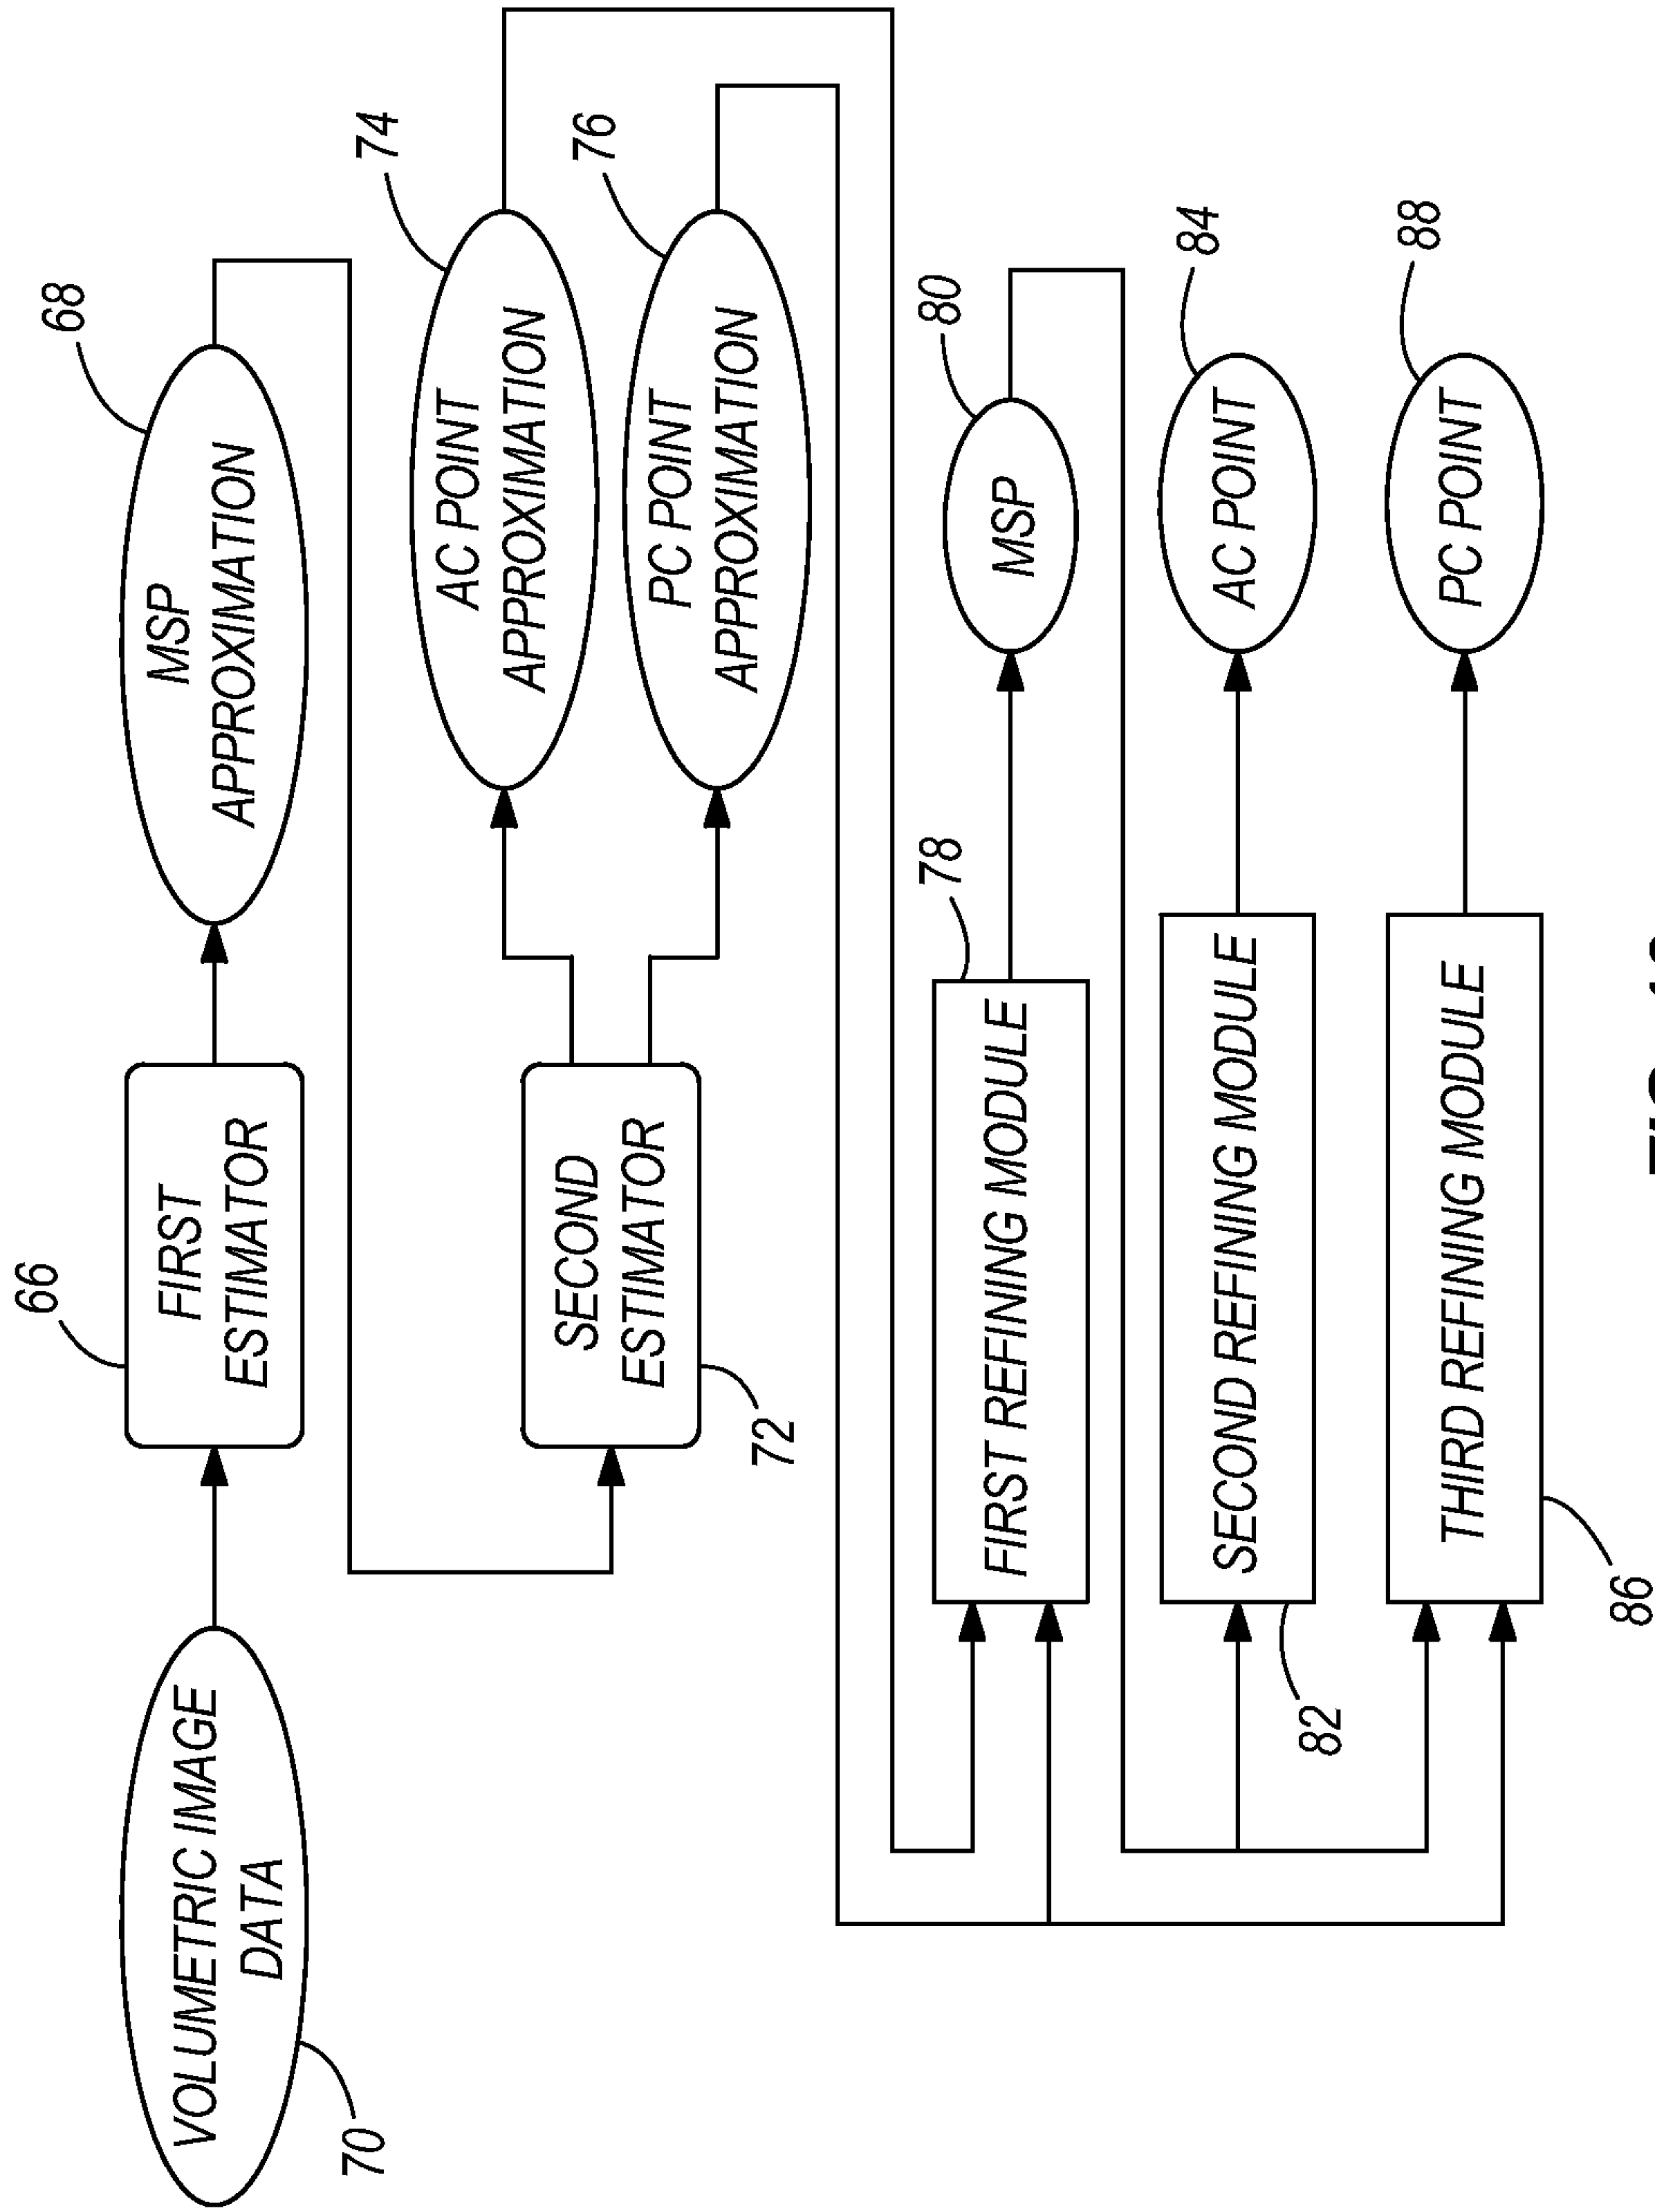 66
68
VOLUMETRIC IMAGE
DATA
70
FIRST
ESTIMATOR
MSP
APPROXIMATION
74
SECOND
ESTIMATOR
72
AC POINT
APPROXIMATION
76
PC POINT
APPROXIMATION
78
80
FIRST REFINING MODULE
MSP
84
SECOND REFINING MODULE
82
AC POINT
88
THIRD REFINING MODULE
86
PC POINT